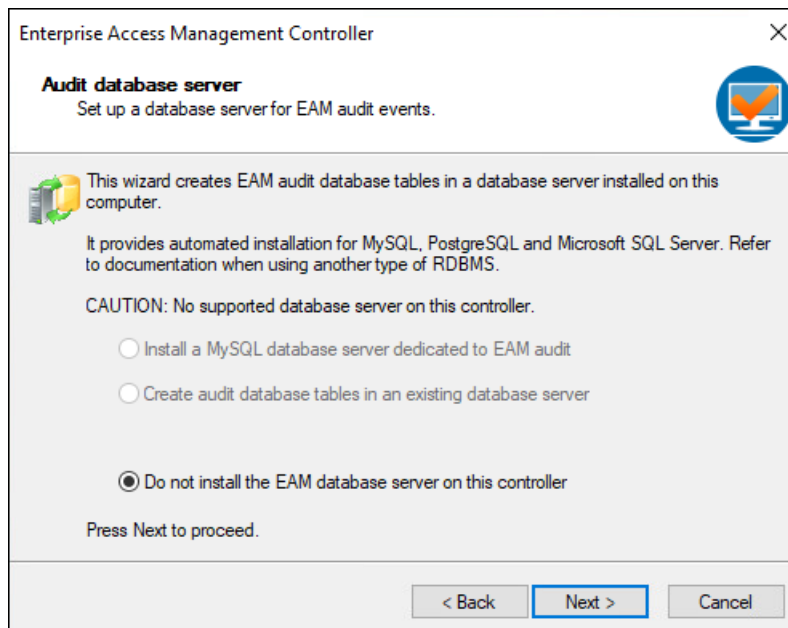 Enterprise Access Management Controller
Audit database server
Set up a database server for EAM audit events.
This wizard creates EAM audit database tables in a database server installed on this
computer.
It provides automated installation for MySQL, PostgreSQL and Microsoft SQL Server. Refer
to documentation when using another type of RDBMS.
CAUTION: No supported database server on this controller.
Install a MySQL database server dedicated to EAM audit
Create audit database tables in an existing database server
Do not install the EAM database server on this controller
Press Next to proceed.
< Back Next > Cancel